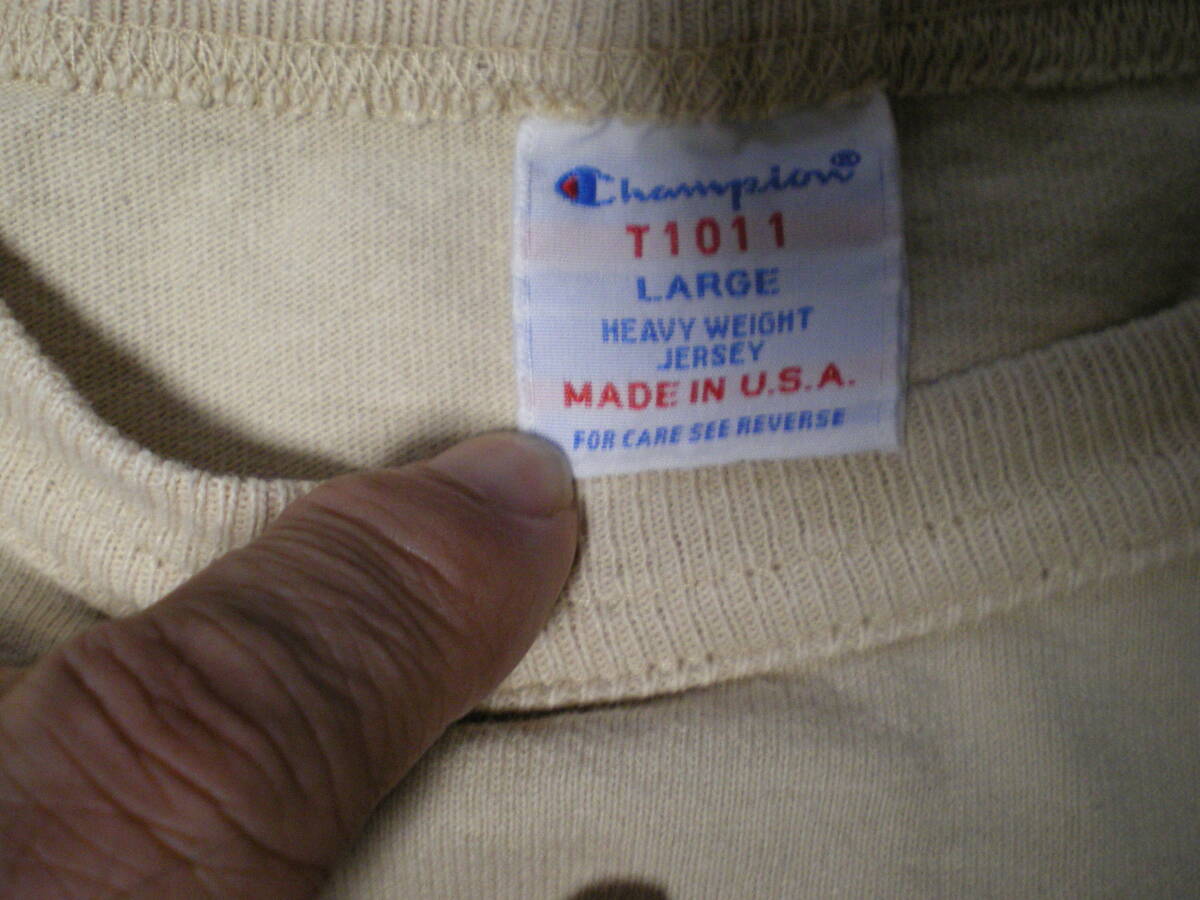 Champion®
T1011
LARGE
HEAVY WEIGHT
JERSEY
MADE IN U.S.A.
FOR CARE SEE REVERSE